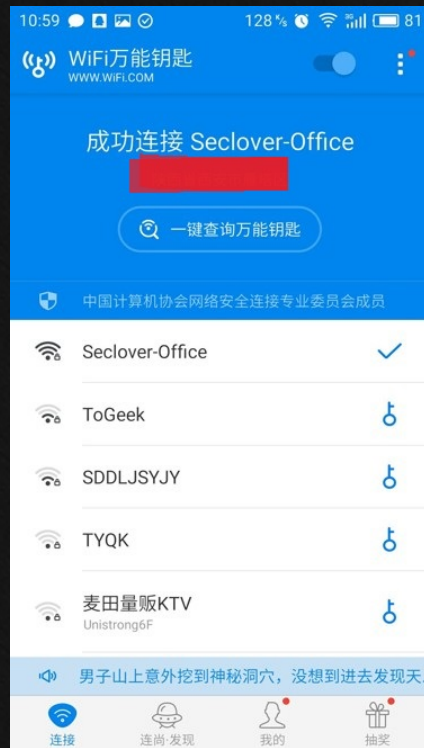 10:59 128 K/s 3G 81
WiFi万能钥匙
WWW.WIFI.COM
成功连接 Seclover-Office
一键查询万能钥匙
中国计算机协会网络安全连接专业委员会成员
Seclover-Office
ToGeek
SDDLJSYJY
TYQK
麦田量贩KTV
Unistrong6F
男子山上意外挖到神秘洞穴，没想到进去发现天
连接 连尚·发现 我的 抽奖